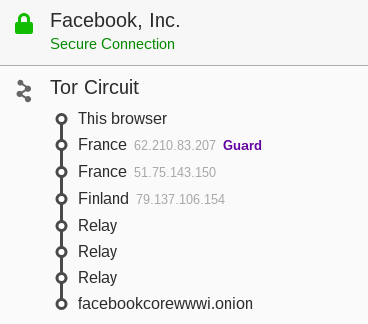 Facebook, Inc.
Secure Connection
Tor Circuit
This browser
France 62.210.83.207 Guard
France 51.75.143.150
Finland 79.137.106.154
Relay
Relay
Relay
facebookcorewwwi.onion